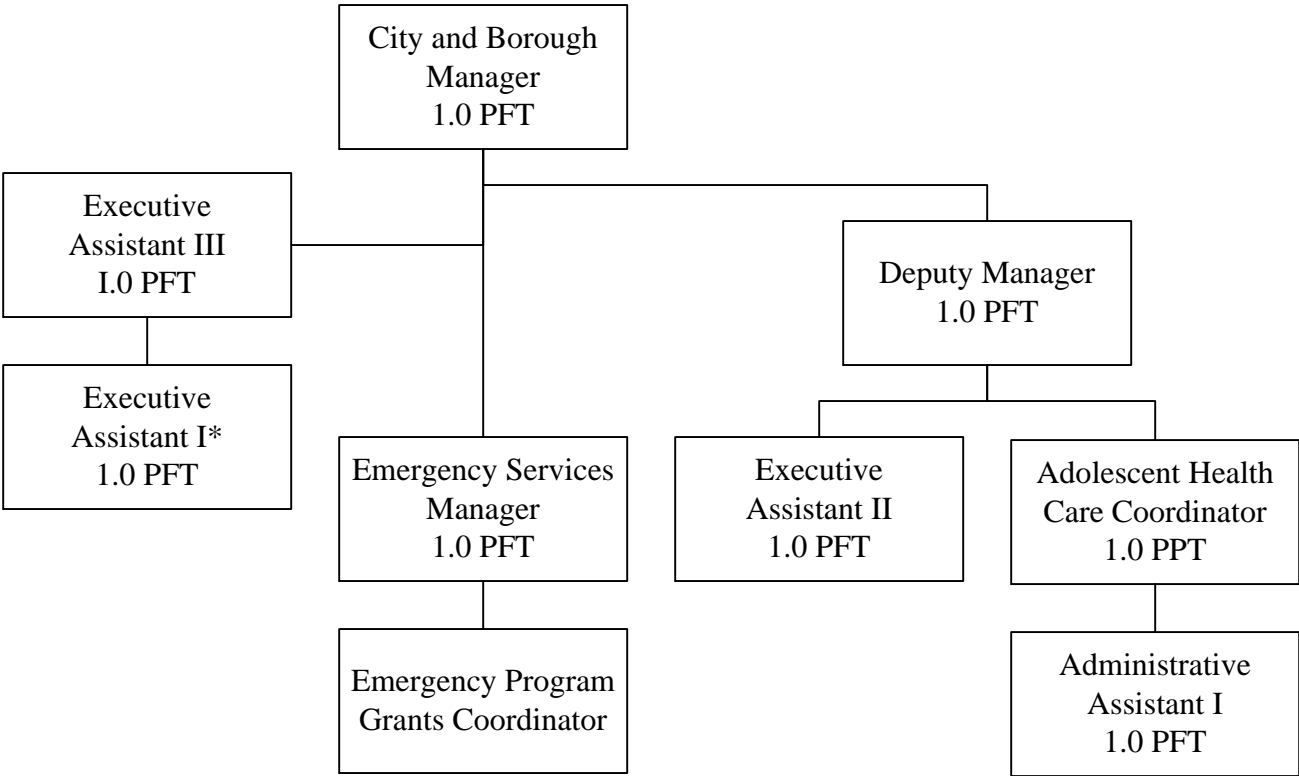 City and Borough
Manager
1.0 PFT
Executive
Assistant III
I.0 PFT
Deputy Manager
1.0 PFT
Executive
Assistant I*
1.0 PFT
Emergency Services
Manager
1.0 PFT
Executive
Assistant II
1.0 PFT
Adolescent Health
Care Coordinator
1.0 PPT
Emergency Program
Grants Coordinator
Administrative
Assistant I
1.0 PFT